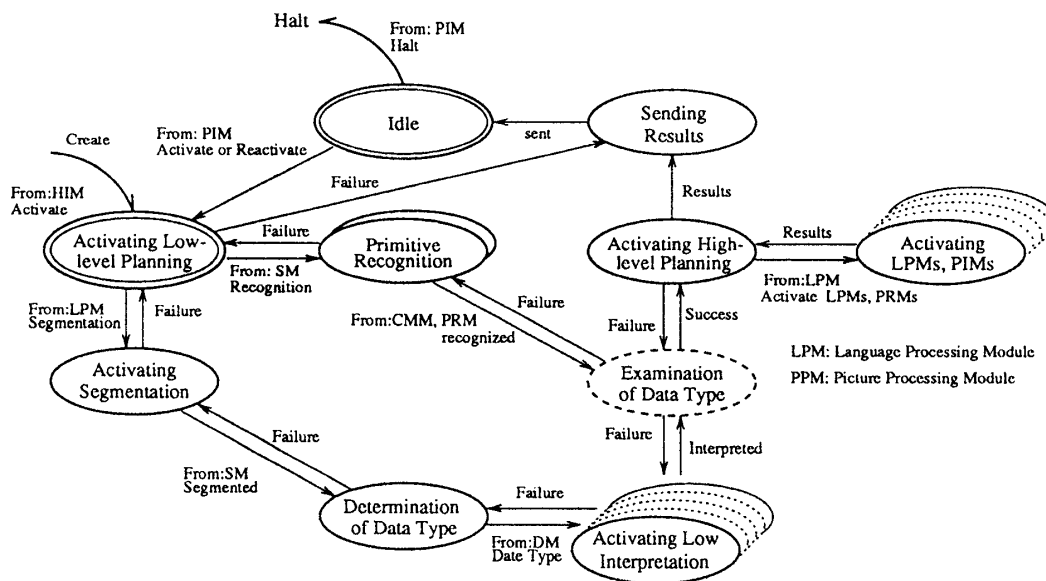 Halt
From: PIM
Halt
Idle
Sending
Results
sent
Create
From: PIM
Activate or Reactivate
From:HIM
Activate
Failure
Results
Activating Low-
level Planning
Failure
From: SM
Recognition
Primitive
Recognition
Activating High-
level Planning
Results
From:LPM
Activate LPMs, PRMs
Activating
LPMs, PIMs
From:LPM
Segmentation
Failure
From:CMM, PRM
recognized
Failure
Failure
Success
LPM: Language Processing Module
PPM: Picture Processing Module
Activating
Segmentation
Examination
of Data Type
Failure
Failure
Interpreted
From:SM
Segmented
Determination
of Data Type
Failure
From:DM
Date Type
Activating Low
Interpretation